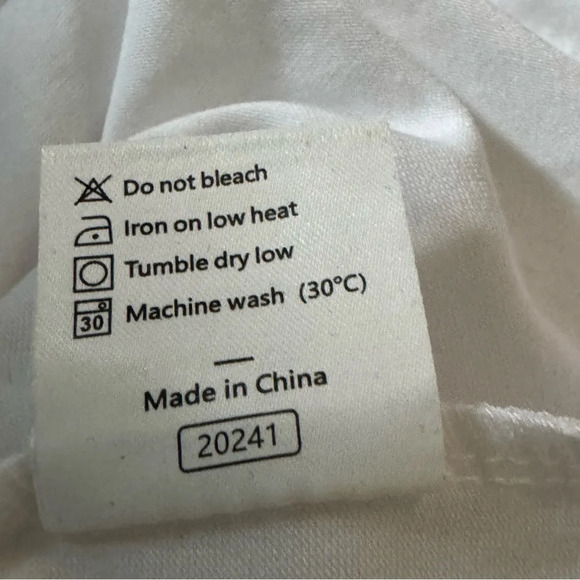 Do not bleach
Iron on low heat
Tumble dry low
30 Machine wash (30°C)
—
Made in China
20241